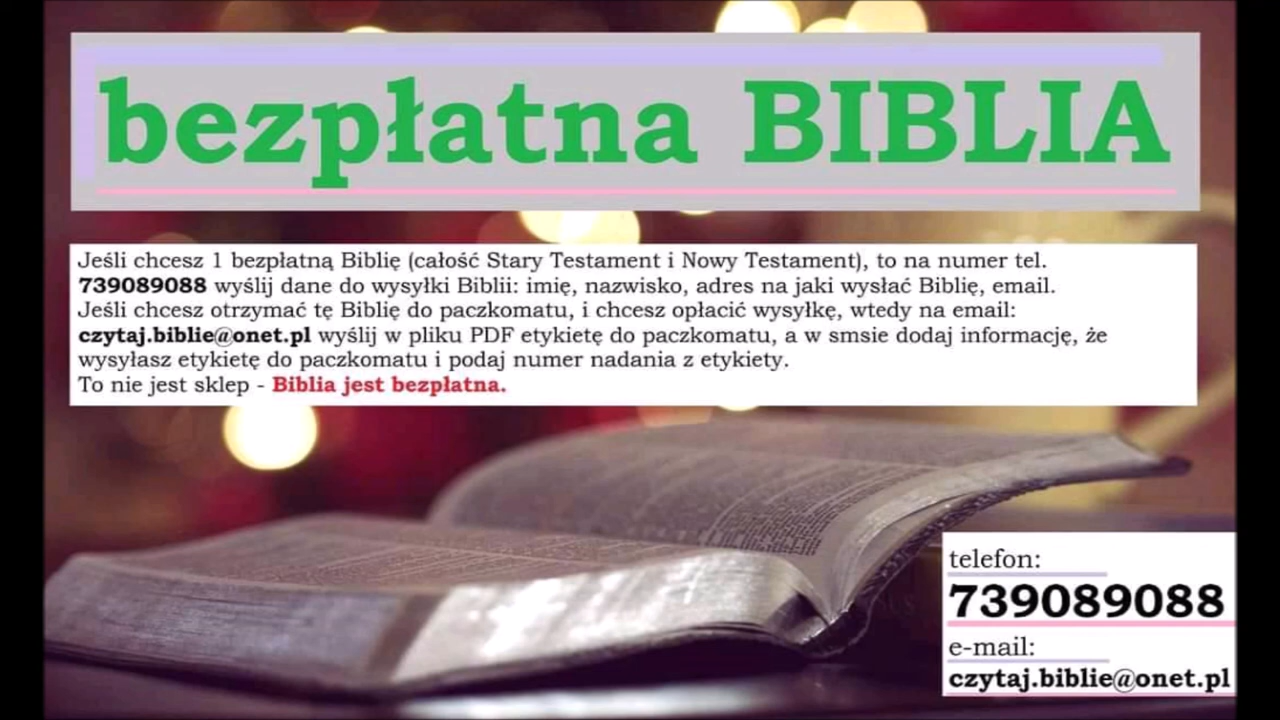 bezpłatna BIBLIA
Jeśli chcesz 1 bezpłatną Biblię (całość Stary Testament i Nowy Testament), to na numer tel.
739089088 wyślij dane do wysyłki Biblii: imię, nazwisko, adres na jaki wysłać Biblię, email.
Jeśli chcesz otrzymać tę Biblię do paczkomatu, i chcesz opłacić wysyłkę, wtedy na email:
czytaj.biblie@onet.pl wyślij w pliku PDF etykietę do paczkomatu, a w smsie dodaj informację, że
wysyłasz etykietę do paczkomatu i podaj numer nadania z etykiety.
To nie jest sklep - Biblia jest bezpłatna.
telefon:
739089088
e-mail:
czytaj.biblie@onet.pl